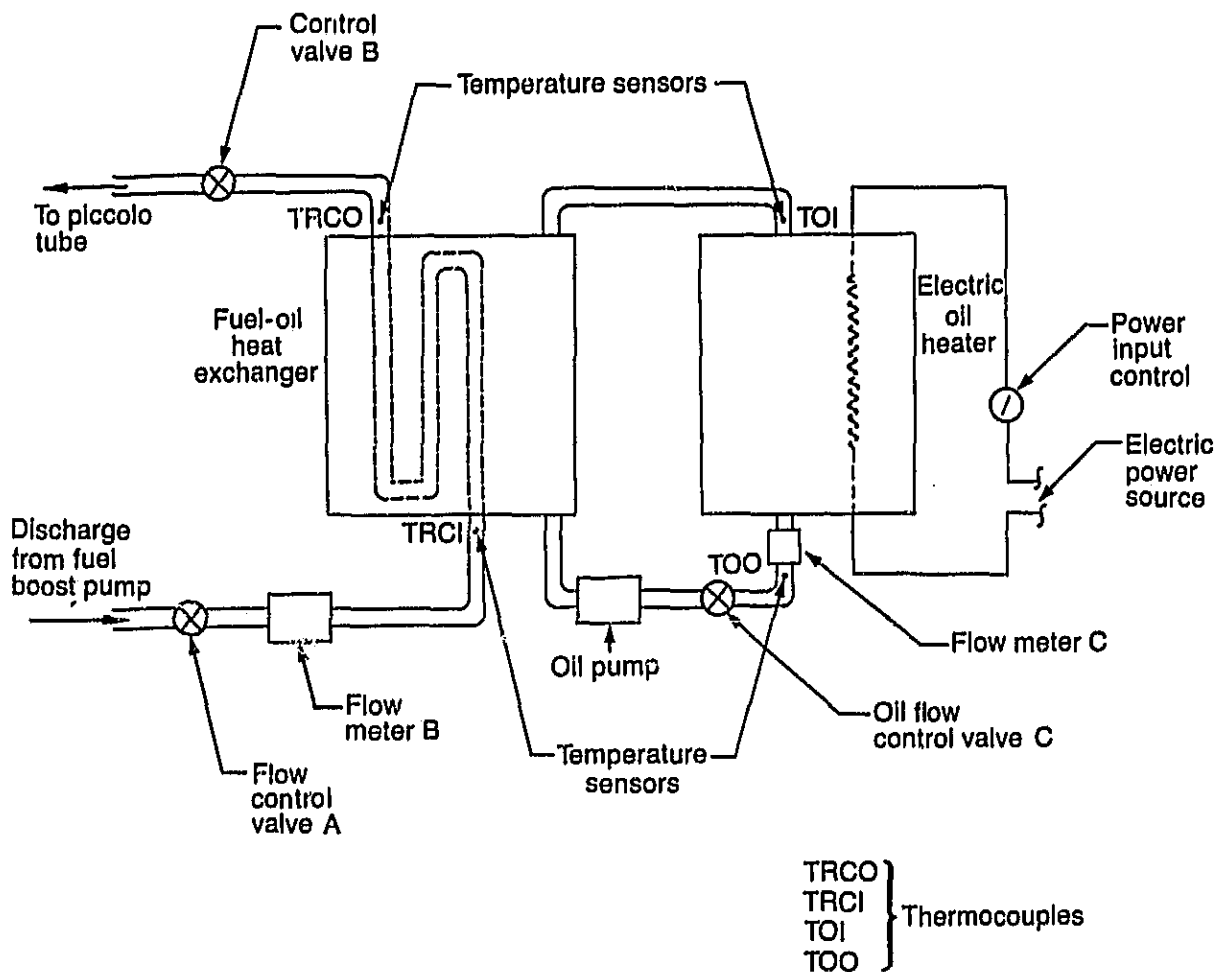 Control
valve B
Temperature sensors
To piccolo
tube
TRCO
TOI
Fuel-oil
heat
exchanger
Electric
oil
heater
Power
input
control
Electric
power
source
TRCI
Discharge
from fuel
boost pump
TOO
Oil pump
Flow meter C
Flow
meter B
Oil flow
control valve C
Temperature
sensors
Flow
control
valve A
TRCO
TRCI
TOI
TOO
Thermocouples